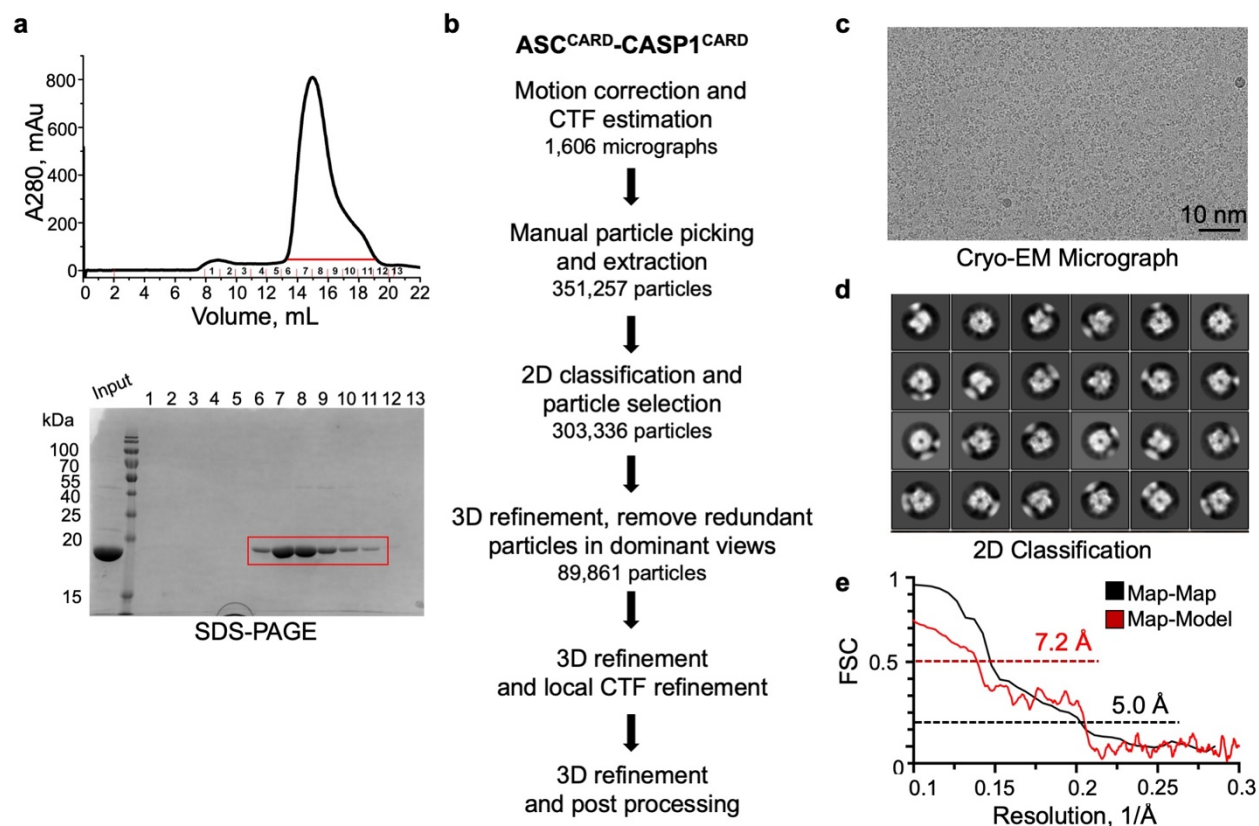 a
A280, mAu
800
600
400
200
0
1 2 3 4 5 6 7 8 9 10 11 12 13
0 2 4 6 8 10 12 14 16 18 20 22
Volume, mL
Input 1 2 3 4 5 6 7 8 9 10 11 12 13
kDa
100
70
55
40
25
20
15
SDS-PAGE
b
ASC^CARD-CASP1^CARD
Motion correction and
CTF estimation
1,606 micrographs
Manual particle picking
and extraction
351,257 particles
2D classification and
particle selection
303,336 particles
3D refinement, remove redundant
particles in dominant views
89,861 particles
3D refinement
and local CTF refinement
3D refinement
and post processing
c
10 nm
Cryo-EM Micrograph
d
2D Classification
e
FSC
1
0.5
0
Map-Map
Map-Model
7.2 Å
5.0 Å
0.1 0.15 0.2 0.25 0.3
Resolution, 1/Å